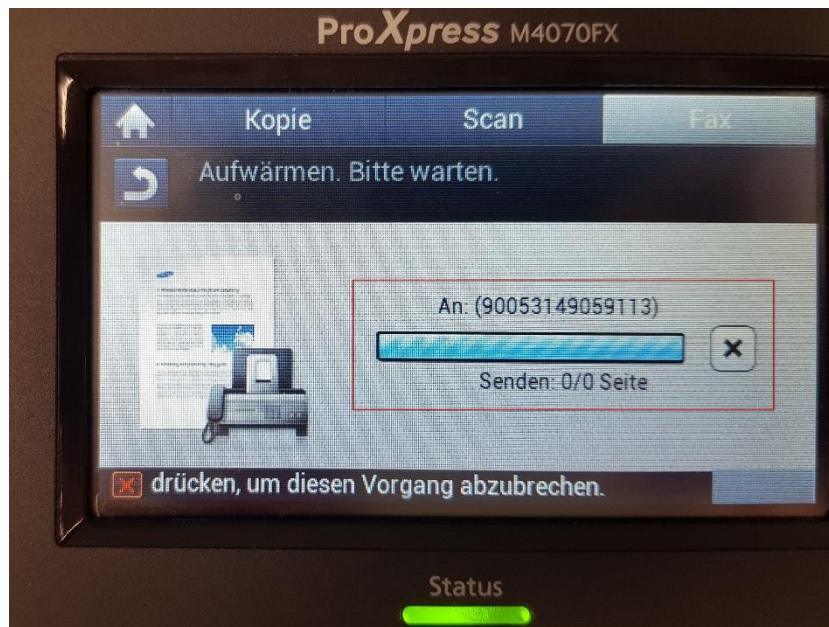 ProXpress M4070FX
Kopie Scan Fax
Aufwärmen. Bitte warten.
An: (90053149059113)
Senden: 0/0 Seite
drücken, um diesen Vorgang abzubrechen.
Status